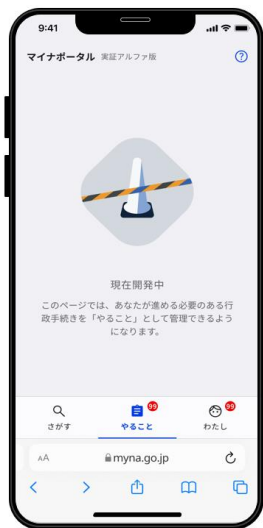 9:41
マイナポータル 実証アルファ版
?
現在開発中
このページでは、あなたが進める必要のある行
政手続きを「やること」として管理できるよう
になります。
99 99
さがす やること わたし
AA myna.go.jp